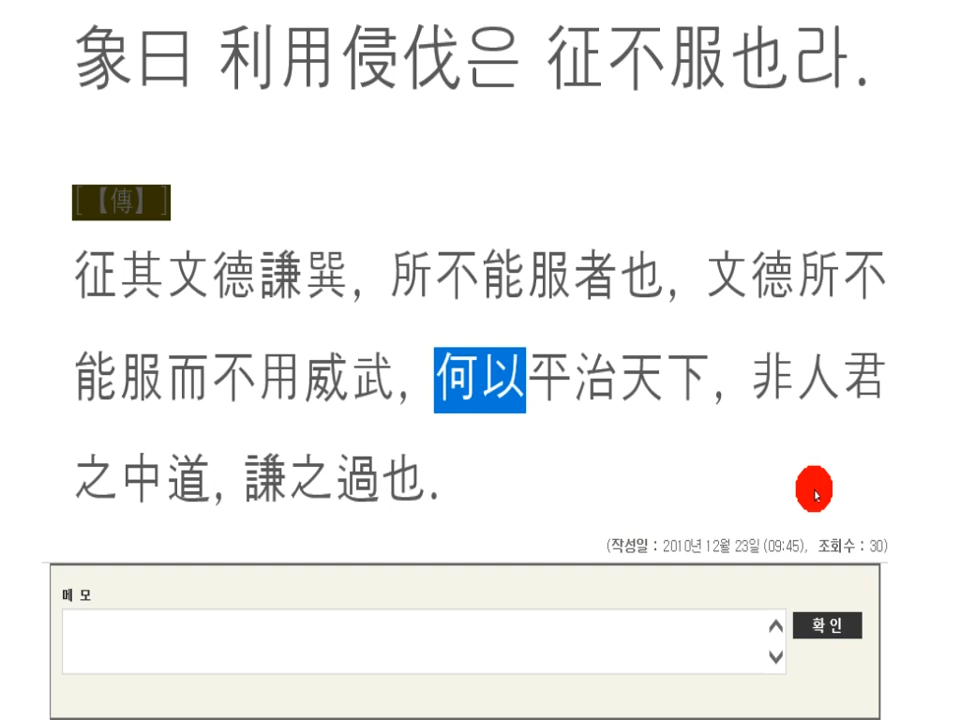 象曰 利用侵伐은 征不服也라.
[【傳】]
征其文德謙巽, 所不能服者也, 文德所不
能服而不用威武, 何以平治天下, 非人君
之中道, 謙之過也.
(작성일 : 2010년 12월 23일 (09:45), 조회수 : 30)
메 모
확 인